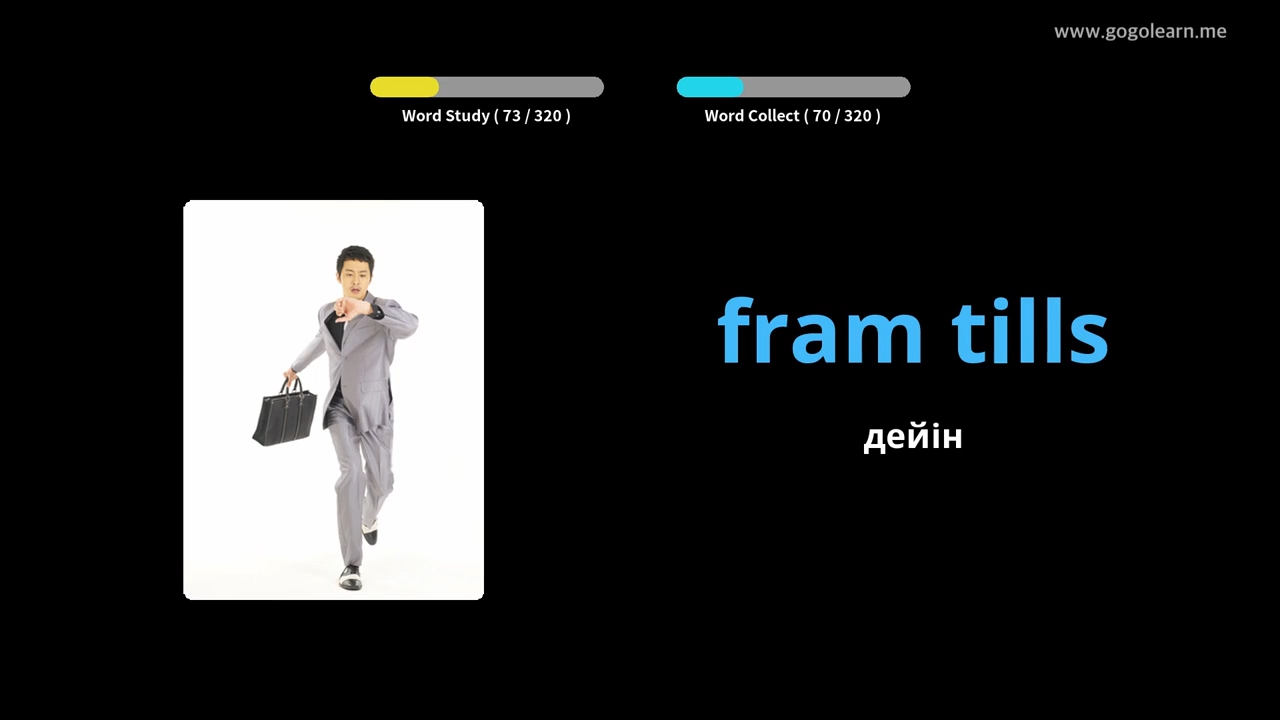 www.gogolearn.me
Word Study ( 73 / 320 )
Word Collect ( 70 / 320 )
fram tills
дейін